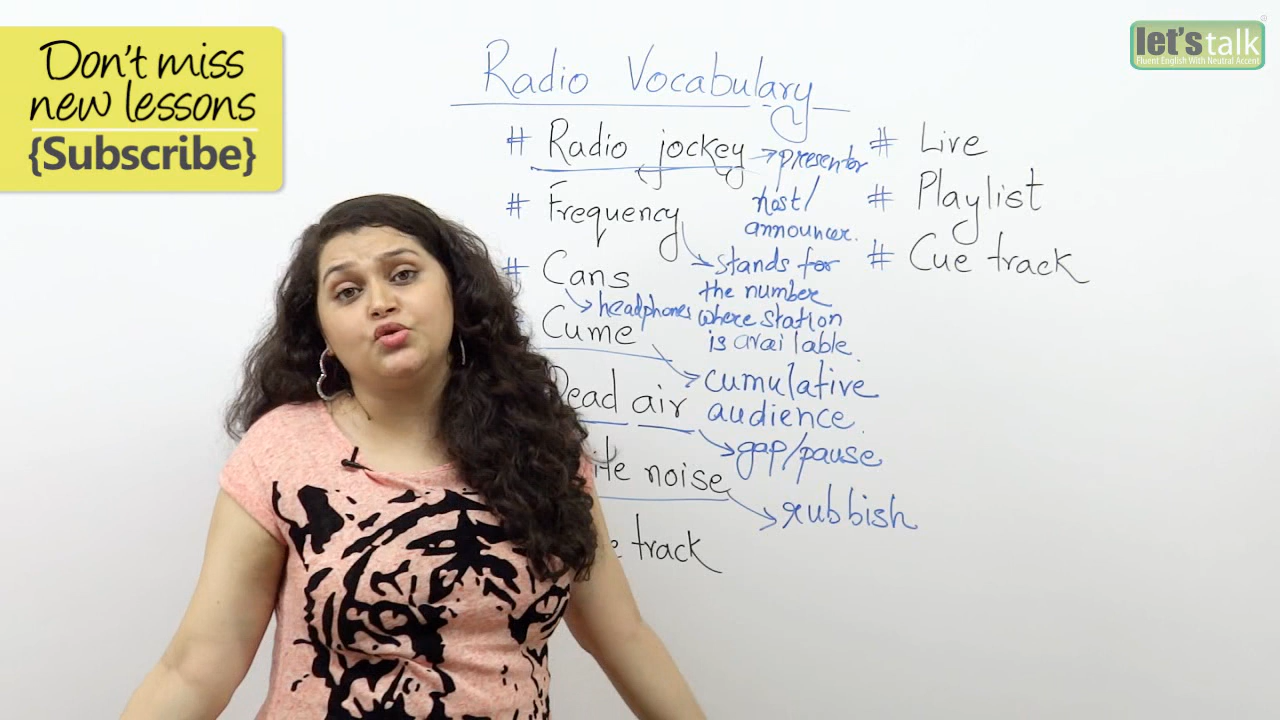 Don't miss
new lessons
{Subscribe}
let's talk
Fluent English With Neutral Accent
Radio Vocabulary
# Radio jockey → presenter
host/
announcer.
# Frequency
→ stands for
the number
where station
is available.
# Cans
→ headphones
Cume
→ cumulative
audience.
Dead air
→ gap/pause
noise
→ rubbish
track
# Live
# Playlist
# Cue track